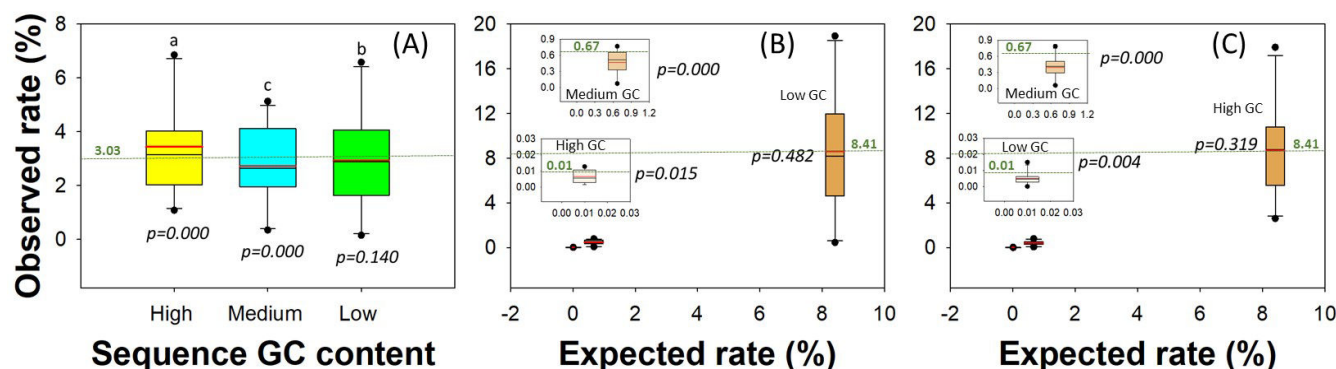 Observed rate (%)
8
6
4
2
0
(A)
a
c
b
3.03
p=0.000
p=0.000
p=0.140
High
Medium
Low
Sequence GC content
20
16
12
8
4
0
(B)
0.9
0.6
0.3
0.0
0.67
Medium GC
0.0 0.3 0.6 0.9 1.2
p=0.000
Low GC
High GC
0.03
0.02
0.01
0.00
0.01
0.00 0.01 0.02 0.03
p=0.015
p=0.482
8.41
-2 0 2 4 6 8 10
Expected rate (%)
20
16
12
8
4
0
(C)
0.9
0.6
0.3
0.0
0.67
Medium GC
0.0 0.3 0.6 0.9 1.2
p=0.000
High GC
Low GC
0.03
0.02
0.01
0.00
0.01
0.00 0.01 0.02 0.03
p=0.004
p=0.319
8.41
-2 0 2 4 6 8 10
Expected rate (%)